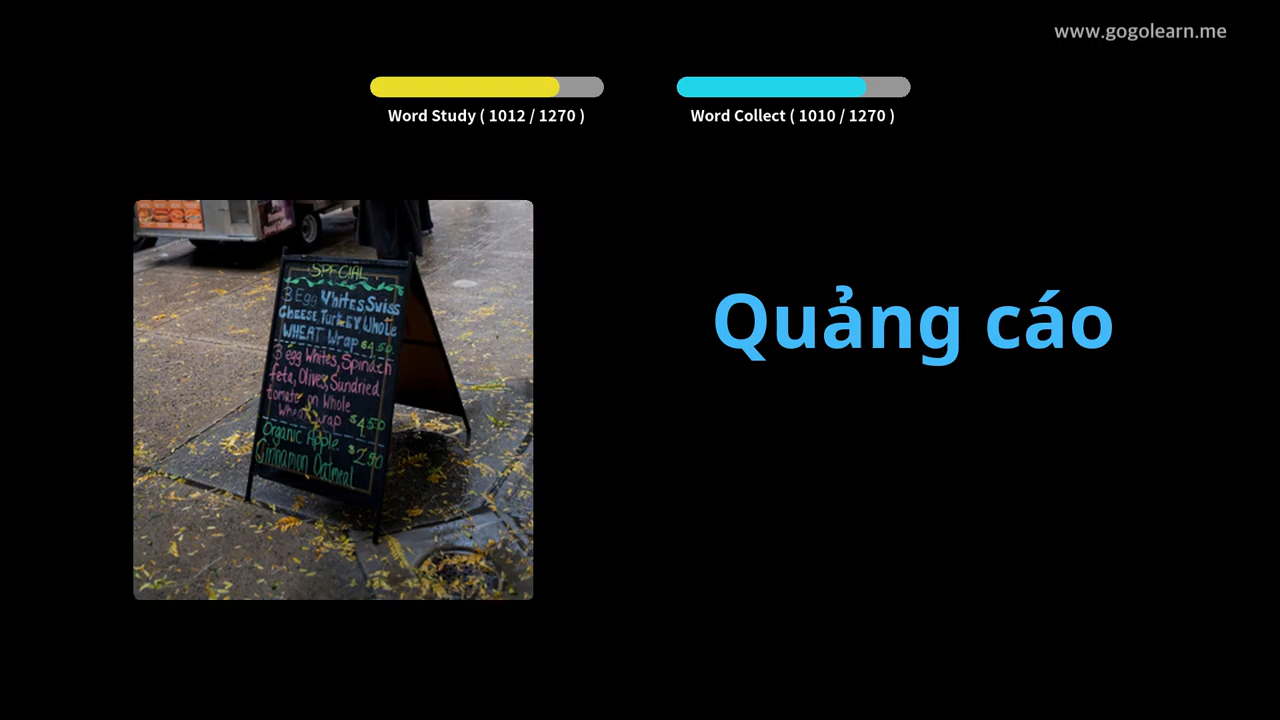 www.gogolearn.me
Word Study ( 1012 / 1270 )
Word Collect ( 1010 / 1270 )
SPECIAL
3 Egg Whites, Swiss
Cheese, Turkey Whole
WHEAT Wrap $4.50
3 egg Whites, Spinach
feta, Olives, Sundried
tomato on Whole
Wheat Wrap $4.50
Organic Apple
Cinnamon Oatmeal $2.50
Quảng cáo